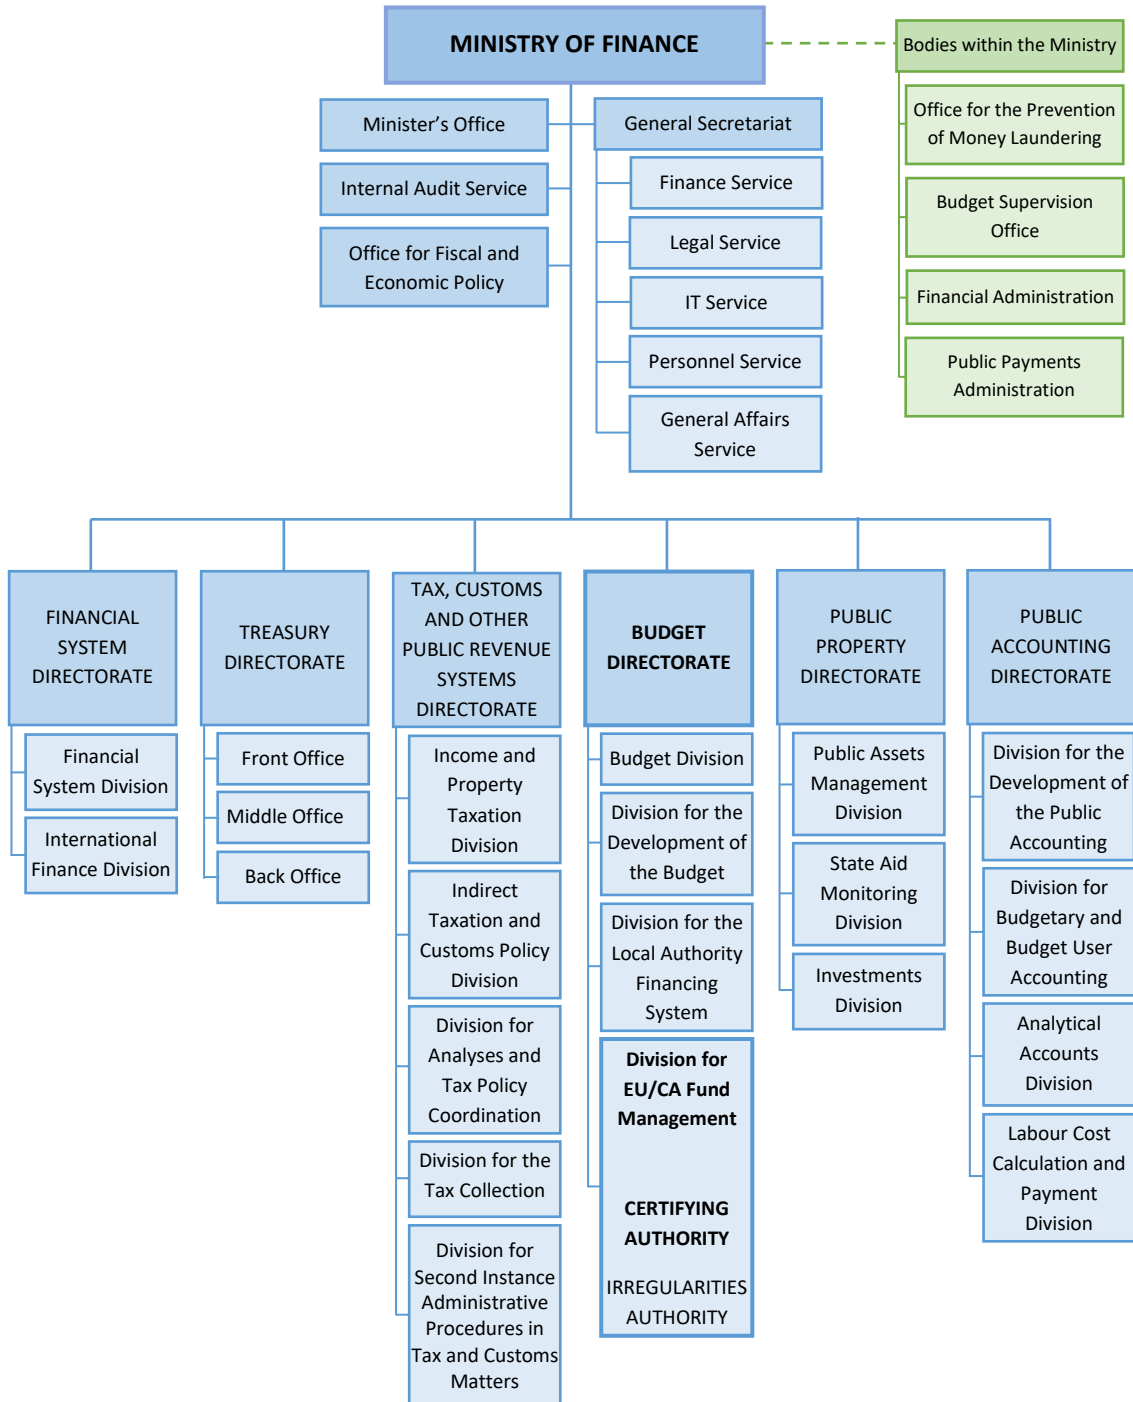 MINISTRY OF FINANCE
Bodies within the Ministry
Office for the Prevention
of Money Laundering
Budget Supervision
Office
Financial Administration
Public Payments
Administration
Minister’s Office
Internal Audit Service
Office for Fiscal and
Economic Policy
General Secretariat
Finance Service
Legal Service
IT Service
Personnel Service
General Affairs
Service
FINANCIAL
SYSTEM
DIRECTORATE
Financial
System Division
International
Finance Division
TREASURY
DIRECTORATE
Front Office
Middle Office
Back Office
TAX, CUSTOMS
AND OTHER
PUBLIC REVENUE
SYSTEMS
DIRECTORATE
Income and
Property
Taxation
Division
Indirect
Taxation and
Customs Policy
Division
Division for
Analyses and
Tax Policy
Coordination
Division for the
Tax Collection
Division for
Second Instance
Administrative
Procedures in
Tax and Customs
Matters
BUDGET
DIRECTORATE
Budget Division
Division for the
Development of
the Budget
Division for the
Local Authority
Financing
System
Division for
EU/CA Fund
Management
CERTIFYING
AUTHORITY
IRREGULARITIES
AUTHORITY
PUBLIC
PROPERTY
DIRECTORATE
Public Assets
Management
Division
State Aid
Monitoring
Division
Investments
Division
PUBLIC
ACCOUNTING
DIRECTORATE
Division for the
Development of
the Public
Accounting
Division for
Budgetary and
Budget User
Accounting
Analytical
Accounts
Division
Labour Cost
Calculation and
Payment
Division